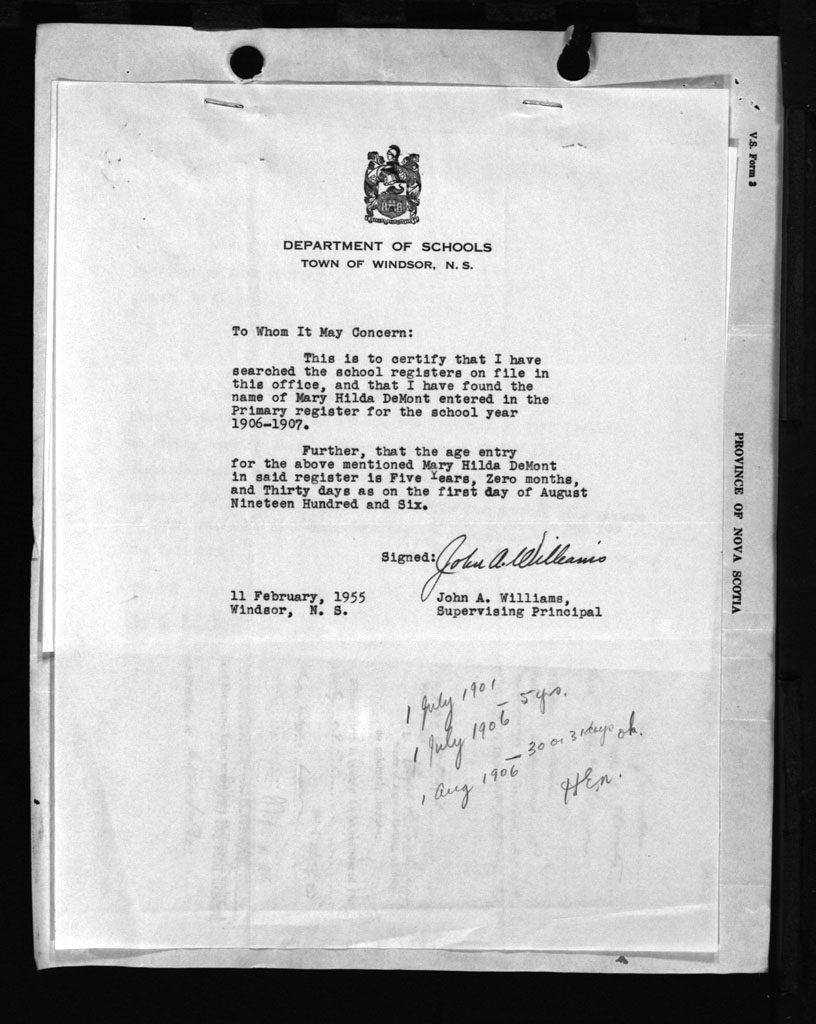 V.S. Form 3
PROVINCE OF NOVA SCOTIA
DEPARTMENT OF SCHOOLS
TOWN OF WINDSOR, N. S.
To Whom It May Concern:
This is to certify that I have
searched the school registers on file in
this office, and that I have found the
name of Mary Hilda DeMont entered in the
Primary register for the school year
1906-1907.
Further, that the age entry
for the above mentioned Mary Hilda DeMont
in said register is Five Years, Zero months,
and Thirty days as on the first day of August
Nineteen Hundred and Six.
Signed: John A. Williams
11 February, 1955 John A. Williams,
Windsor, N. S. Supervising Principal
1 July 1901
1 July 1906 – 5 yrs.
1 Aug 1906 – 30 or 31 days ok.